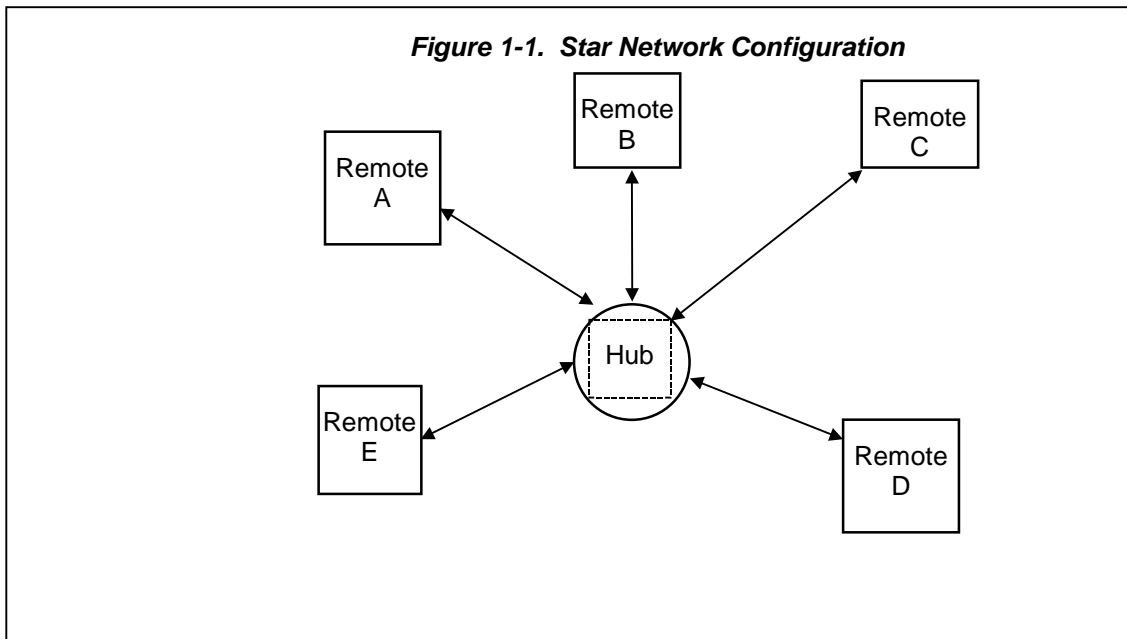 Figure 1-1. Star Network Configuration
Remote
B
Remote
C
Remote
A
Hub
Remote
E
Remote
D